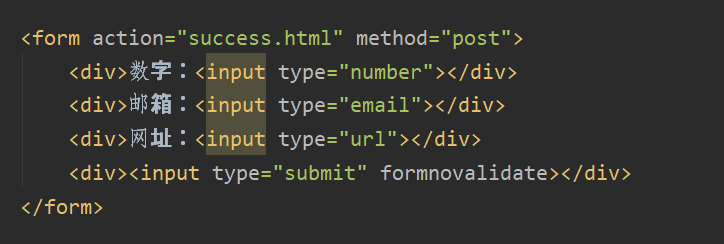 <form action="success.html" method="post">
<div>数字：<input type="number"></div>
<div>邮箱：<input type="email"></div>
<div>网址：<input type="url"></div>
<div><input type="submit" formnovalidate></div>
</form>